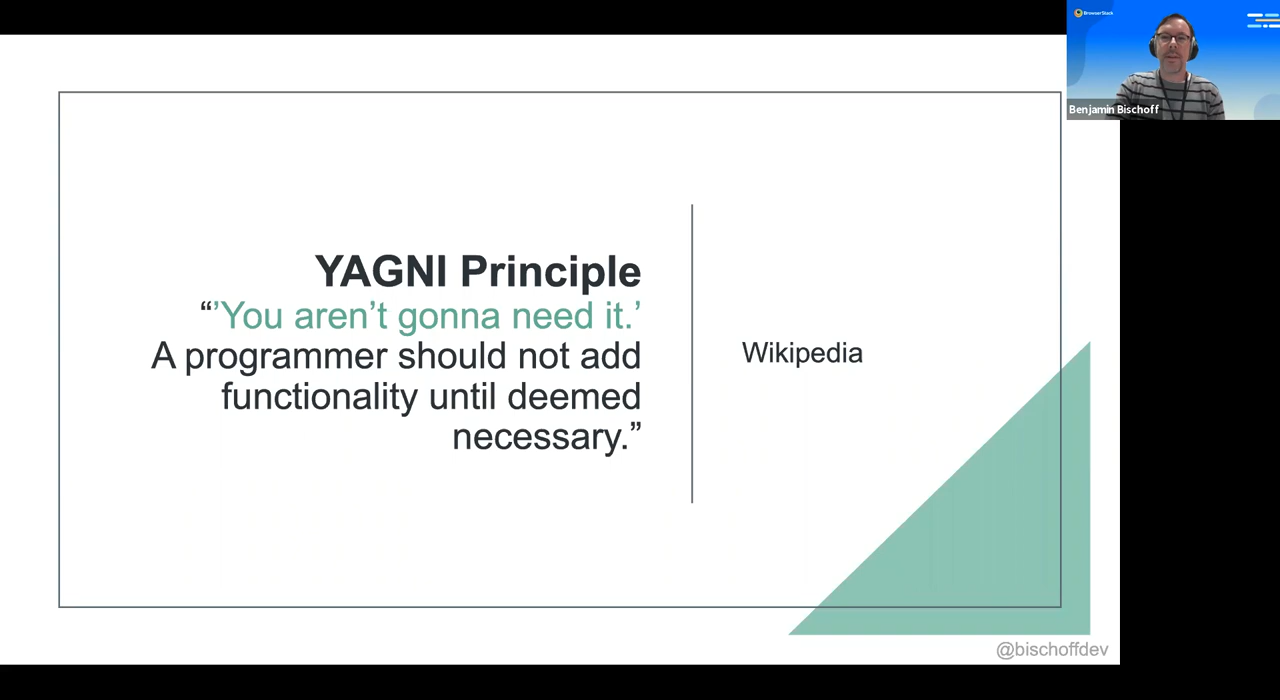 BrowserStack
Benjamin Bischoff
YAGNI Principle
“’You aren’t gonna need it.’
A programmer should not add
functionality until deemed
necessary.”
Wikipedia
@bischoffdev